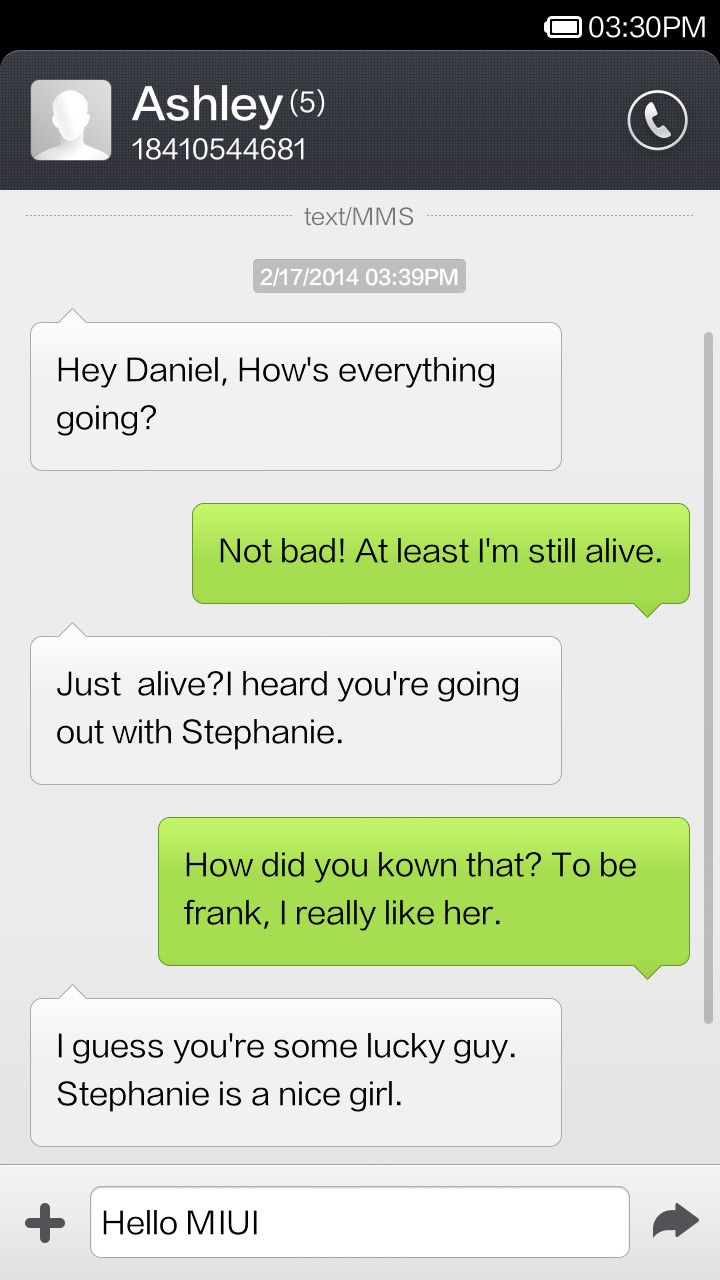 03:30PM
Ashley (5)
18410544681
text/MMS
2/17/2014 03:39PM
Hey Daniel, How's everything
going?
Not bad! At least I'm still alive.
Just  alive?I heard you're going
out with Stephanie.
How did you kown that? To be
frank, I really like her.
I guess you're some lucky guy.
Stephanie is a nice girl.
Hello MIUI